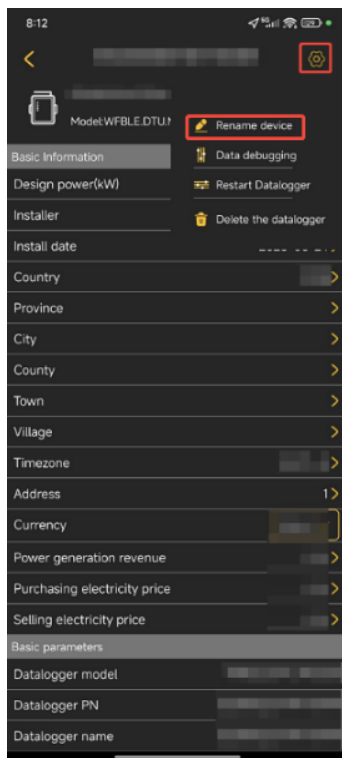 8:12
Model:WFBLE.DTU.
Rename device
Basic Information
Data debugging
Design power(kW)
Restart Datalogger
Installer
Delete the datalogger
Install date
Country
Province
City
County
Town
Village
Timezone
Address 1
Currency
Power generation revenue
Purchasing electricity price
Selling electricity price
Basic parameters
Datalogger model
Datalogger PN
Datalogger name